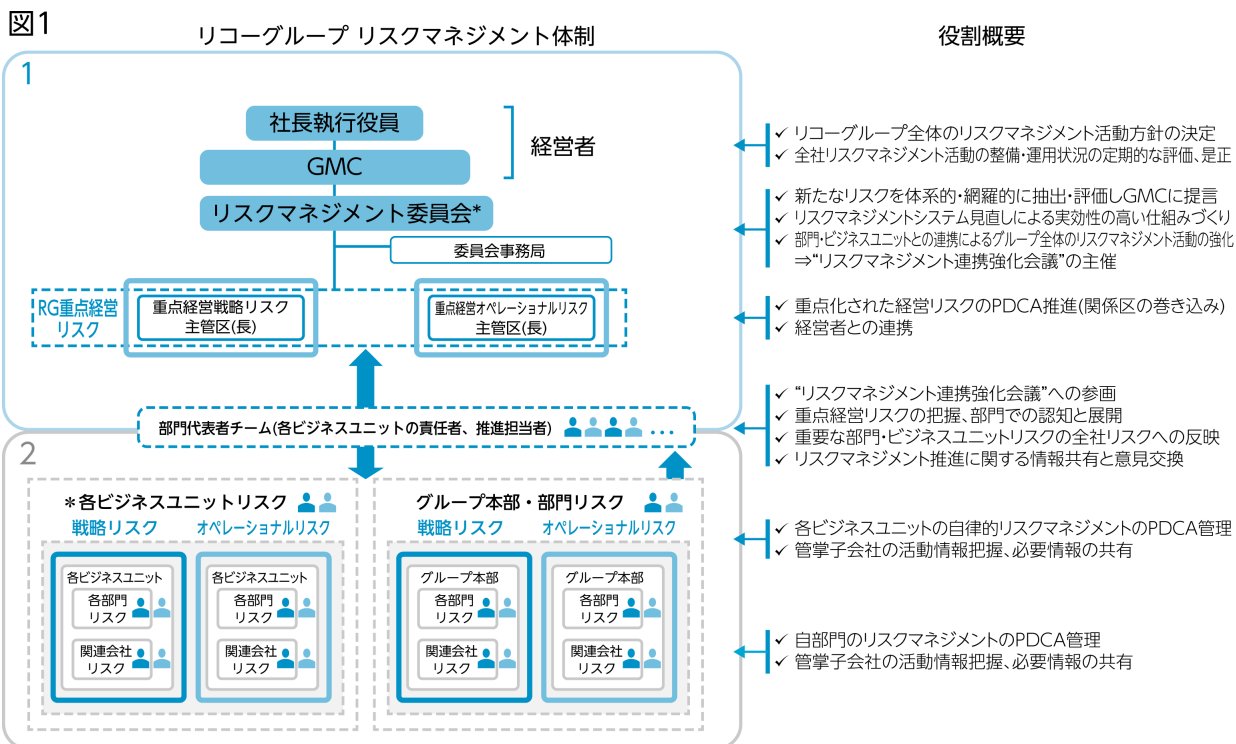 図1
リコーグループ リスクマネジメント体制
役割概要
1
社長執行役員
GMC
経営者
リスクマネジメント委員会*
委員会事務局
RG重点経営
リスク
重点経営戦略リスク
主管区(長)
重点経営オペレーショナルリスク
主管区(長)
部門代表者チーム(各ビジネスユニットの責任者、推進担当者) …
2
*各ビジネスユニットリスク
戦略リスク
オペレーショナルリスク
各ビジネスユニット
各部門
リスク
関連会社
リスク
各ビジネスユニット
各部門
リスク
関連会社
リスク
グループ本部・部門リスク
戦略リスク
オペレーショナルリスク
グループ本部
各部門
リスク
関連会社
リスク
グループ本部
各部門
リスク
関連会社
リスク
✓ リコーグループ全体のリスクマネジメント活動方針の決定
✓ 全社リスクマネジメント活動の整備・運用状況の定期的な評価、是正
✓ 新たなリスクを体系的・網羅的に抽出・評価しGMCに提言
✓ リスクマネジメントシステム見直しによる実効性の高い仕組みづくり
✓ 部門・ビジネスユニットとの連携によるグループ全体のリスクマネジメント活動の強化
⇒“リスクマネジメント連携強化会議”の主催
✓ 重点化された経営リスクのPDCA推進(関係区の巻き込み)
✓ 経営者との連携
✓ “リスクマネジメント連携強化会議”への参画
✓ 重点経営リスクの把握、部門での認知と展開
✓ 重要な部門・ビジネスユニットリスクの全社リスクへの反映
✓ リスクマネジメント推進に関する情報共有と意見交換
✓ 各ビジネスユニットの自律的リスクマネジメントのPDCA管理
✓ 管掌子会社の活動情報把握、必要情報の共有
✓ 自部門のリスクマネジメントのPDCA管理
✓ 管掌子会社の活動情報把握、必要情報の共有